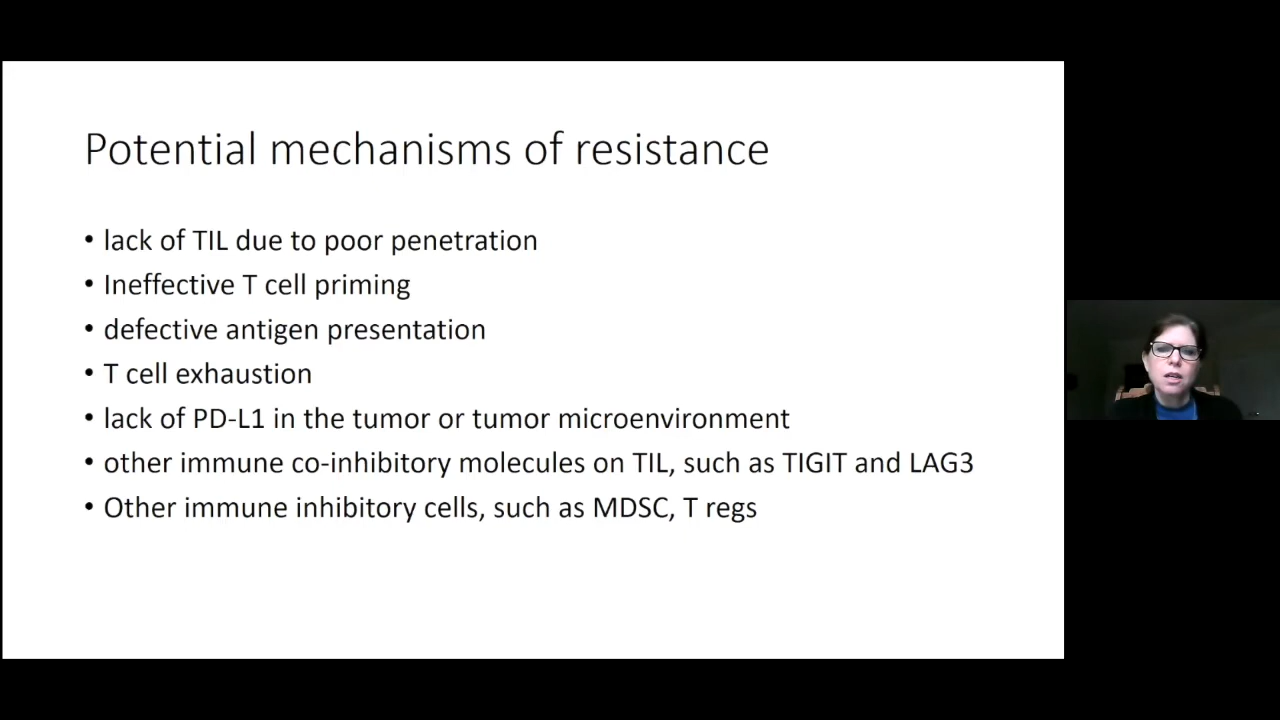 Potential mechanisms of resistance
• lack of TIL due to poor penetration
• Ineffective T cell priming
• defective antigen presentation
• T cell exhaustion
• lack of PD-L1 in the tumor or tumor microenvironment
• other immune co-inhibitory molecules on TIL, such as TIGIT and LAG3
• Other immune inhibitory cells, such as MDSC, T regs